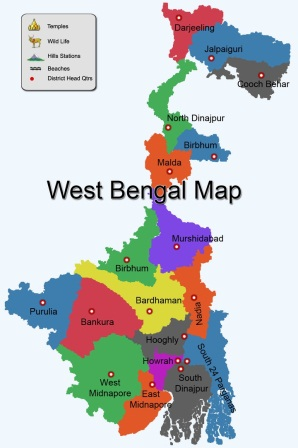 Temples
Wild Life
Hills Stations
Beaches
District Head Qtrs
Darjeeling
Jalpaiguri
Cooch Behar
North Dinajpur
Birbhum
Malda
West Bengal Map
Murshidabad
Birbhum
Purulia
Bankura
Bardhaman
Nadia
Hooghly
Howrah
South 24 Parganas
West
Midnapore
East
Midnapore
South
Dinajpur